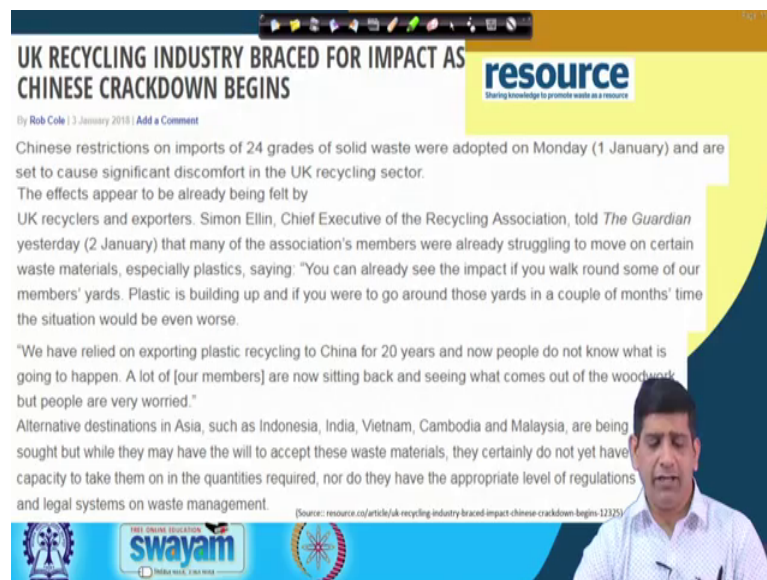 UK RECYCLING INDUSTRY BRACED FOR IMPACT AS
CHINESE CRACKDOWN BEGINS
resource
Sharing knowledge to promote waste as a resource
By Rob Cole | 3 January 2018 | Add a Comment
Chinese restrictions on imports of 24 grades of solid waste were adopted on Monday (1 January) and are
set to cause significant discomfort in the UK recycling sector.
The effects appear to be already being felt by
UK recyclers and exporters. Simon Ellin, Chief Executive of the Recycling Association, told The Guardian
yesterday (2 January) that many of the association's members were already struggling to move on certain
waste materials, especially plastics, saying: "You can already see the impact if you walk round some of our
members' yards. Plastic is building up and if you were to go around those yards in a couple of months' time
the situation would be even worse.
"We have relied on exporting plastic recycling to China for 20 years and now people do not know what is
going to happen. A lot of [our members] are now sitting back and seeing what comes out of the woodwork
but people are very worried."
Alternative destinations in Asia, such as Indonesia, India, Vietnam, Cambodia and Malaysia, are being
sought but while they may have the will to accept these waste materials, they certainly do not yet have
capacity to take them on in the quantities required, nor do they have the appropriate level of regulations
and legal systems on waste management.
(Source:: resource.co/article/uk-recycling-industry-braced-impact-chinese-crackdown-begins-12325)
FREE ONLINE EDUCATION
swayam